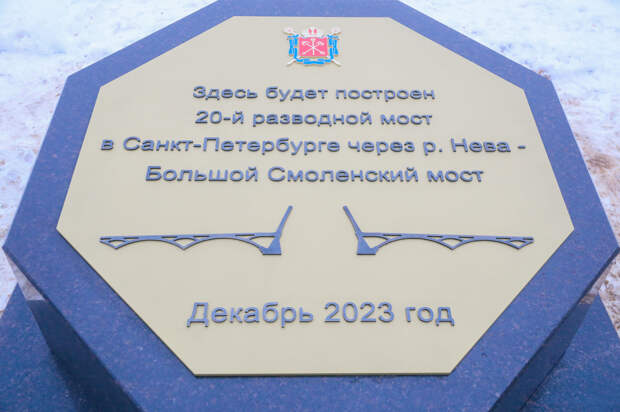 Здесь будет построен
20-й разводной мост
в Санкт-Петербурге через р. Нева -
Большой Смоленский мост
Декабрь 2023 год